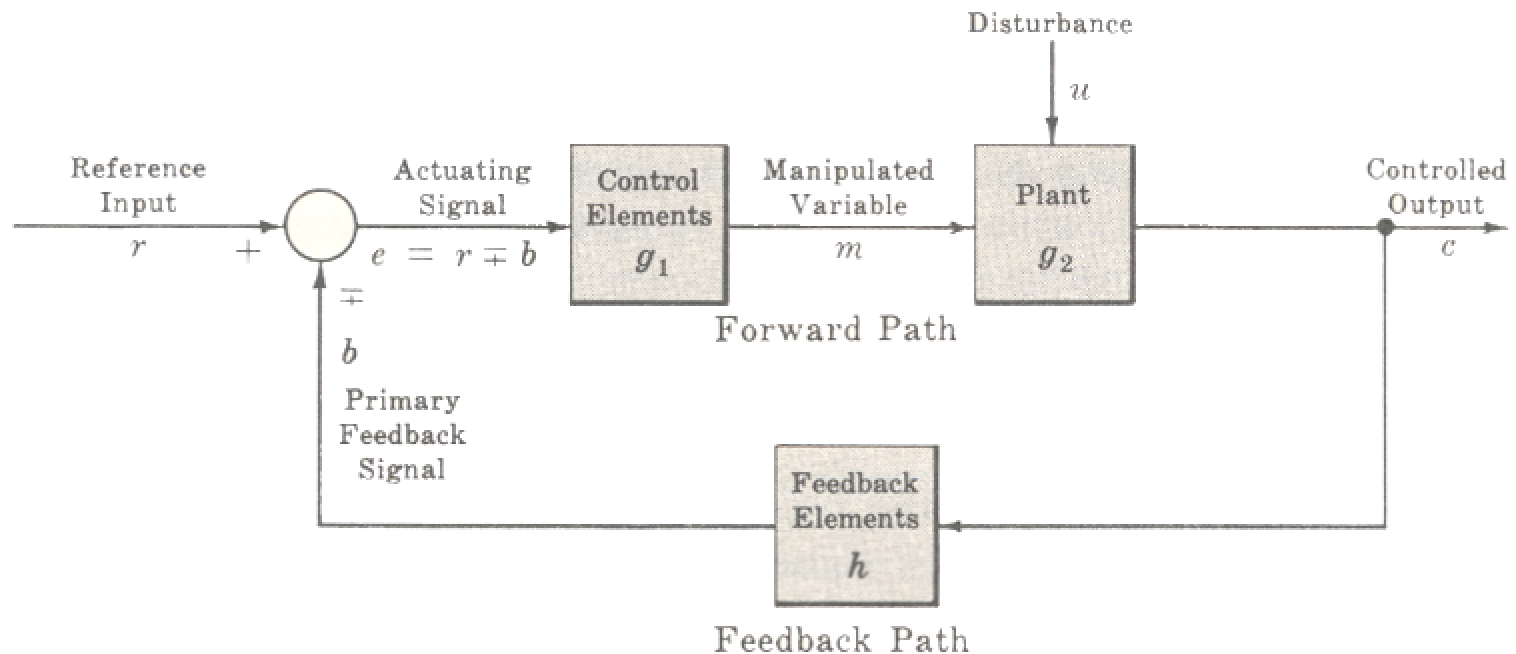 Disturbance
u
Reference
Input
r
+
Actuating
Signal
e = r ∓ b
Control
Elements
g₁
Manipulated
Variable
m
Plant
g₂
Controlled
Output
c
∓
b
Primary
Feedback
Signal
Forward Path
Feedback
Elements
h
Feedback Path